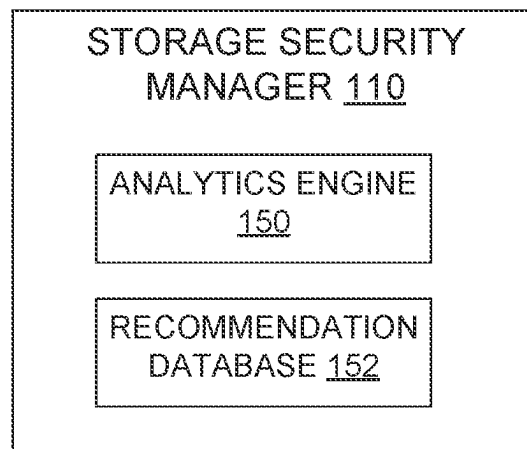 STORAGE SECURITY
MANAGER 110
ANALYTICS ENGINE
150
RECOMMENDATION
DATABASE 152